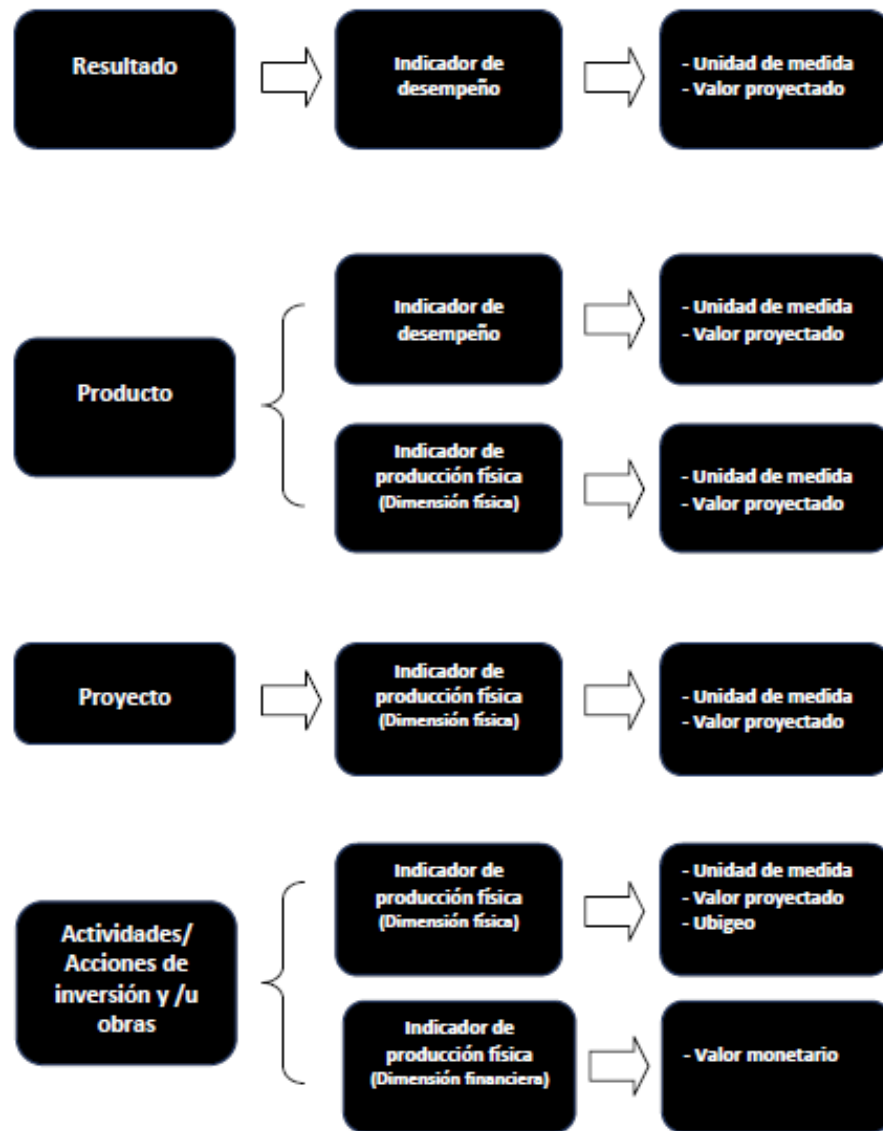 Resultado
Indicador de
desempeño
- Unidad de medida
- Valor proyectado
Producto
Indicador de
desempeño
- Unidad de medida
- Valor proyectado
Indicador de
producción física
(Dimensión física)
- Unidad de medida
- Valor proyectado
Proyecto
Indicador de
producción física
(Dimensión física)
- Unidad de medida
- Valor proyectado
Actividades/
Acciones de
inversión y /u
obras
Indicador de
producción física
(Dimensión física)
- Unidad de medida
- Valor proyectado
- Ubigeo
Indicador de
producción física
(Dimensión financiera)
- Valor monetario